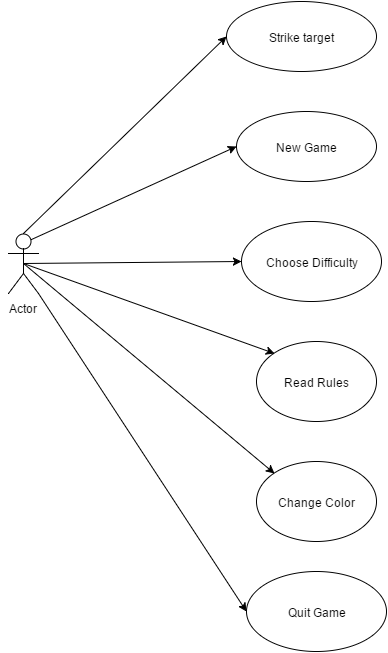 Strike target
New Game
Choose Difficulty
Actor
Read Rules
Change Color
Quit Game